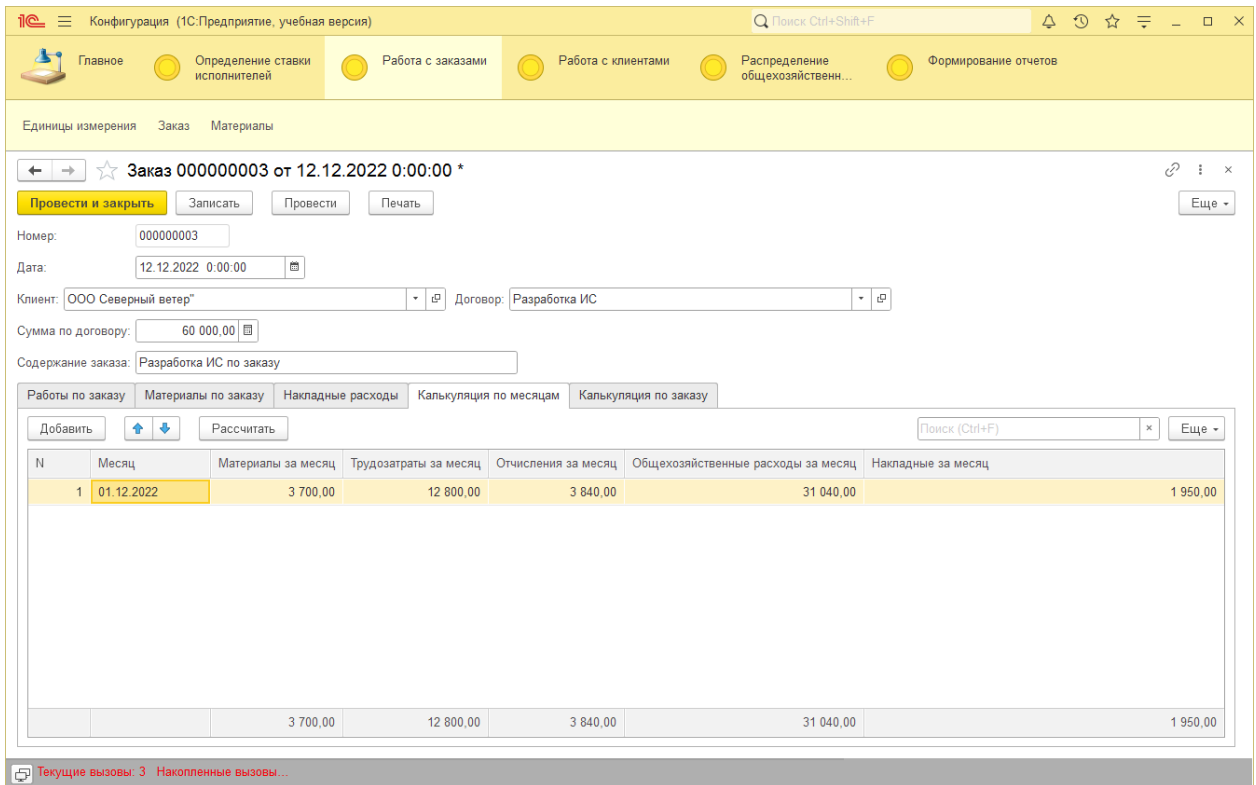 1С Конфигурация (1С:Предприятие, учебная версия) Поиск Ctrl+Shift+F
Главное Определение ставки исполнителей Работа с заказами Работа с клиентами Распределение общехозяйственн... Формирование отчетов
Единицы измерения Заказ Материалы
Заказ 000000003 от 12.12.2022 0:00:00 *
Провести и закрыть Записать Провести Печать Еще
Номер: 000000003
Дата: 12.12.2022 0:00:00
Клиент: ООО Северный ветер" Договор: Разработка ИС
Сумма по договору: 60 000,00
Содержание заказа: Разработка ИС по заказу
Работы по заказу Материалы по заказу Накладные расходы Калькуляция по месяцам Калькуляция по заказу
Добавить Рассчитать Поиск (Ctrl+F) × Еще
N Месяц Материалы за месяц Трудозатраты за месяц Отчисления за месяц Общехозяйственные расходы за месяц Накладные за месяц
1 01.12.2022 3 700,00 12 800,00 3 840,00 31 040,00 1 950,00
3 700,00 12 800,00 3 840,00 31 040,00 1 950,00
Текущие вызовы: 3 Накопленные вызовы...